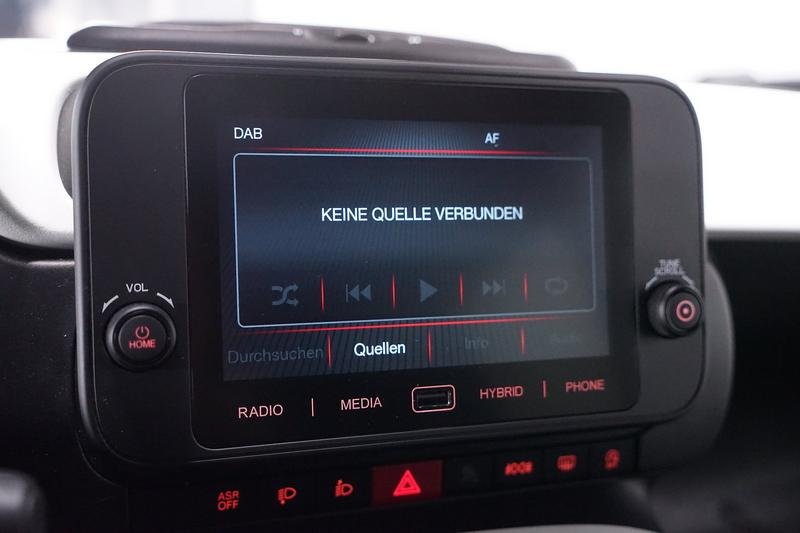 DAB AF
KEINE QUELLE VERBUNDEN
VOL
TUNE
SCROLL
HOME
Durchsuchen Quellen Info
RADIO MEDIA HYBRID PHONE
ASR
OFF